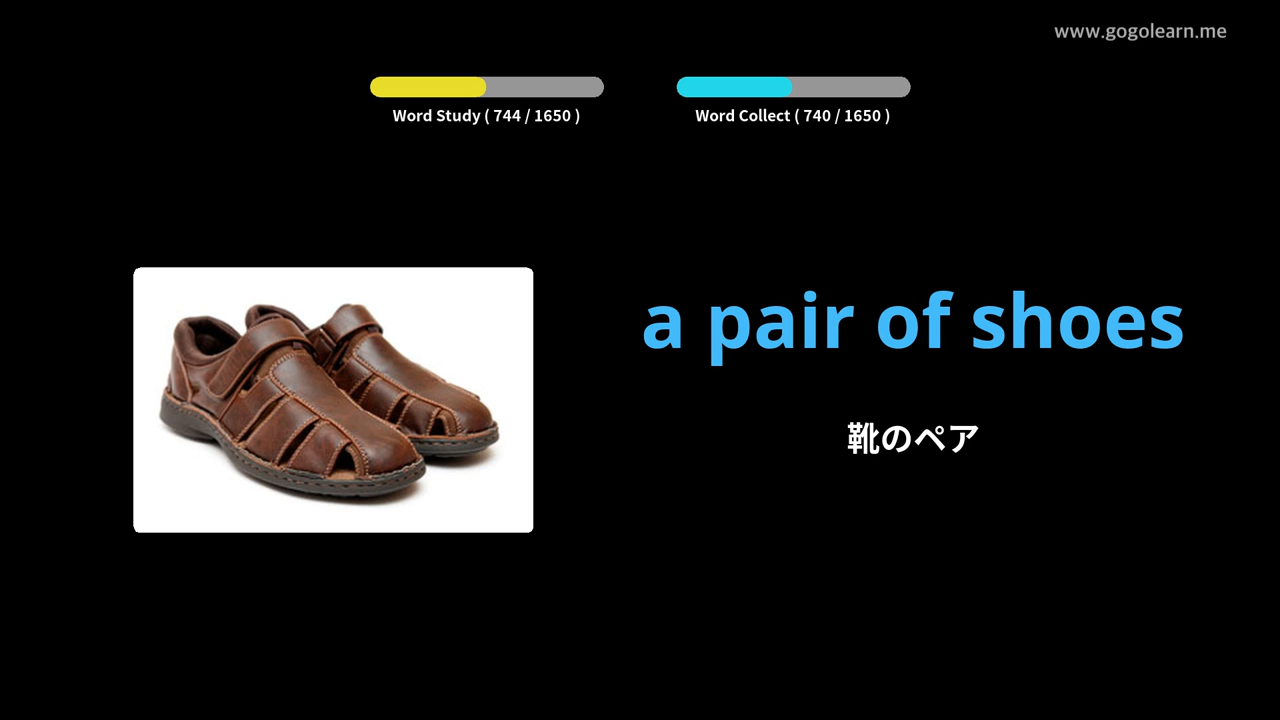 www.gogolearn.me
Word Study ( 744 / 1650 )
Word Collect ( 740 / 1650 )
a pair of shoes
靴のペア